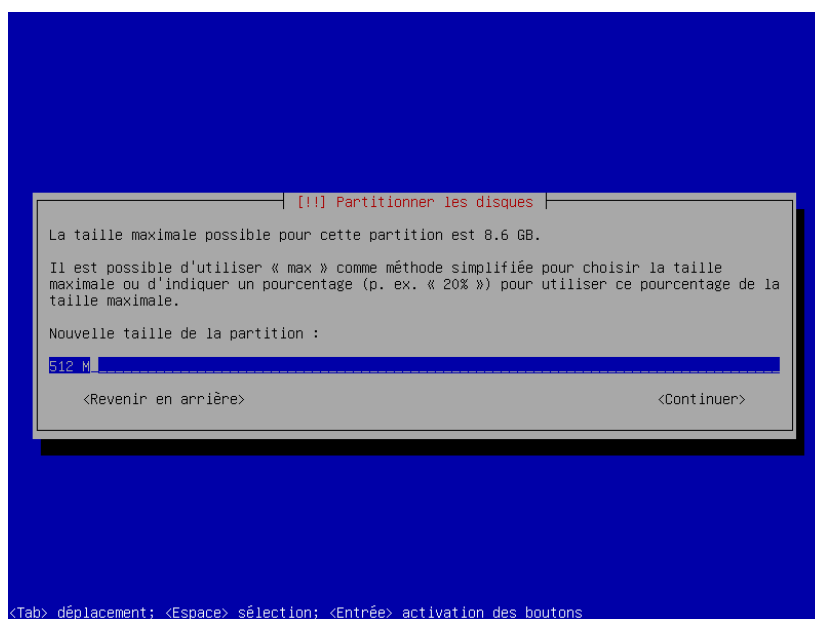 [!!] Partitionner les disques
La taille maximale possible pour cette partition est 8.6 GB.
Il est possible d'utiliser « max » comme méthode simplifiée pour choisir la taille
maximale ou d'indiquer un pourcentage (p. ex. « 20% ») pour utiliser ce pourcentage de la
taille maximale.
Nouvelle taille de la partition :
512 M
<Revenir en arrière> <Continuer>
<Tab> déplacement; <Espace> sélection; <Entrée> activation des boutons